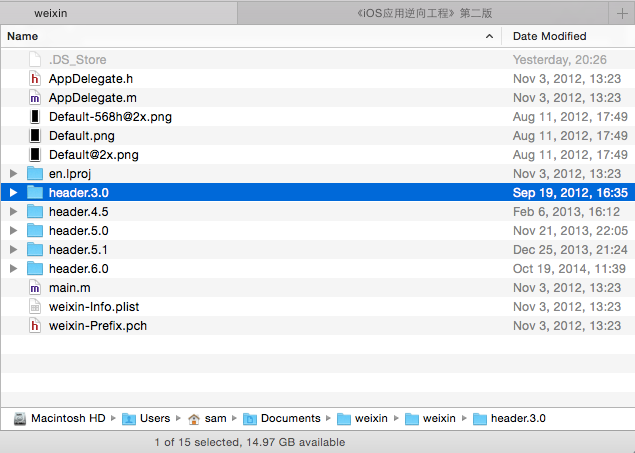 weixin 《iOS应用逆向工程》第二版
Name Date Modified
.DS_Store Yesterday, 20:26
AppDelegate.h Nov 3, 2012, 13:23
AppDelegate.m Nov 3, 2012, 13:23
Default-568h@2x.png Aug 11, 2012, 17:49
Default.png Aug 11, 2012, 17:49
Default@2x.png Aug 11, 2012, 17:49
en.lproj Nov 3, 2012, 13:23
header.3.0 Sep 19, 2012, 16:35
header.4.5 Feb 6, 2013, 16:12
header.5.0 Nov 21, 2013, 22:05
header.5.1 Dec 25, 2013, 21:24
header.6.0 Oct 19, 2014, 11:39
main.m Nov 3, 2012, 13:23
weixin-Info.plist Nov 3, 2012, 13:23
weixin-Prefix.pch Nov 3, 2012, 13:23
Macintosh HD Users sam Documents weixin weixin header.3.0
1 of 15 selected, 14.97 GB available